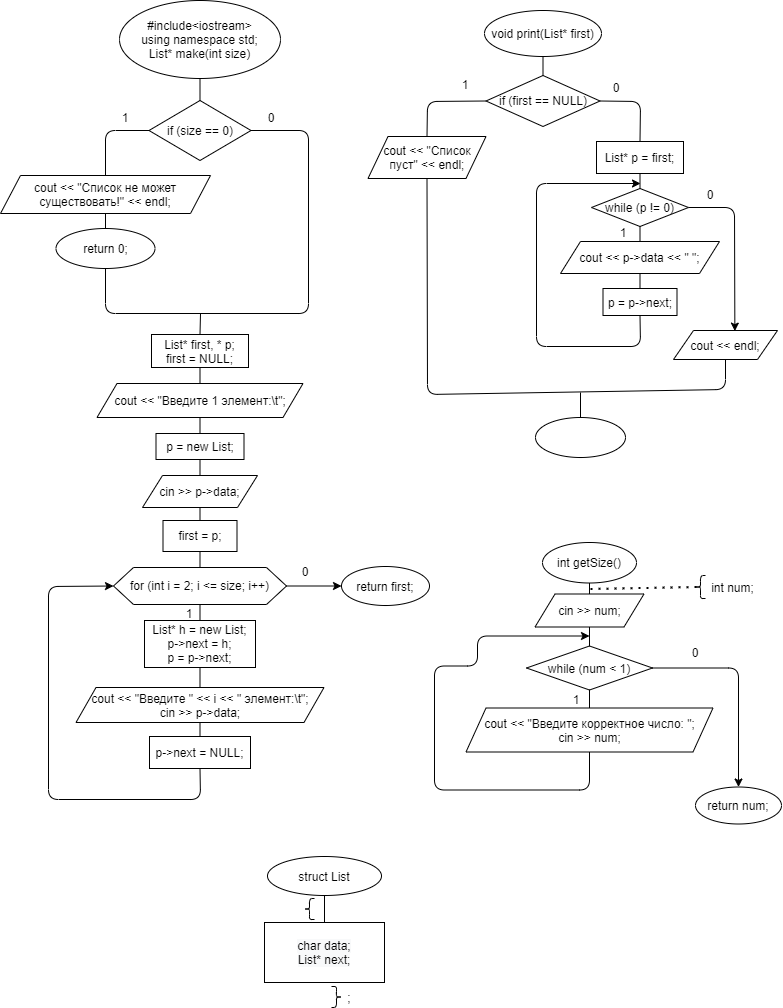 #include<iostream>
using namespace std;
List* make(int size)
1
if (size == 0)
0
cout << "Список не может
существовать!" << endl;
return 0;
List* first, * p;
first = NULL;
cout << "Введите 1 элемент:\t";
p = new List;
cin >> p->data;
first = p;
for (int i = 2; i <= size; i++)
0
return first;
1
List* h = new List;
p->next = h;
p = p->next;
cout << "Введите " << i << " элемент:\t";
cin >> p->data;
p->next = NULL;
void print(List* first)
1
if (first == NULL)
0
cout << "Список
пуст" << endl;
List* p = first;
while (p != 0)
0
1
cout << p->data << " ";
p = p->next;
cout << endl;
int getSize()
int num;
cin >> num;
while (num < 1)
0
1
cout << "Введите корректное число: ";
cin >> num;
return num;
struct List
{
char data;
List* next;
} ;